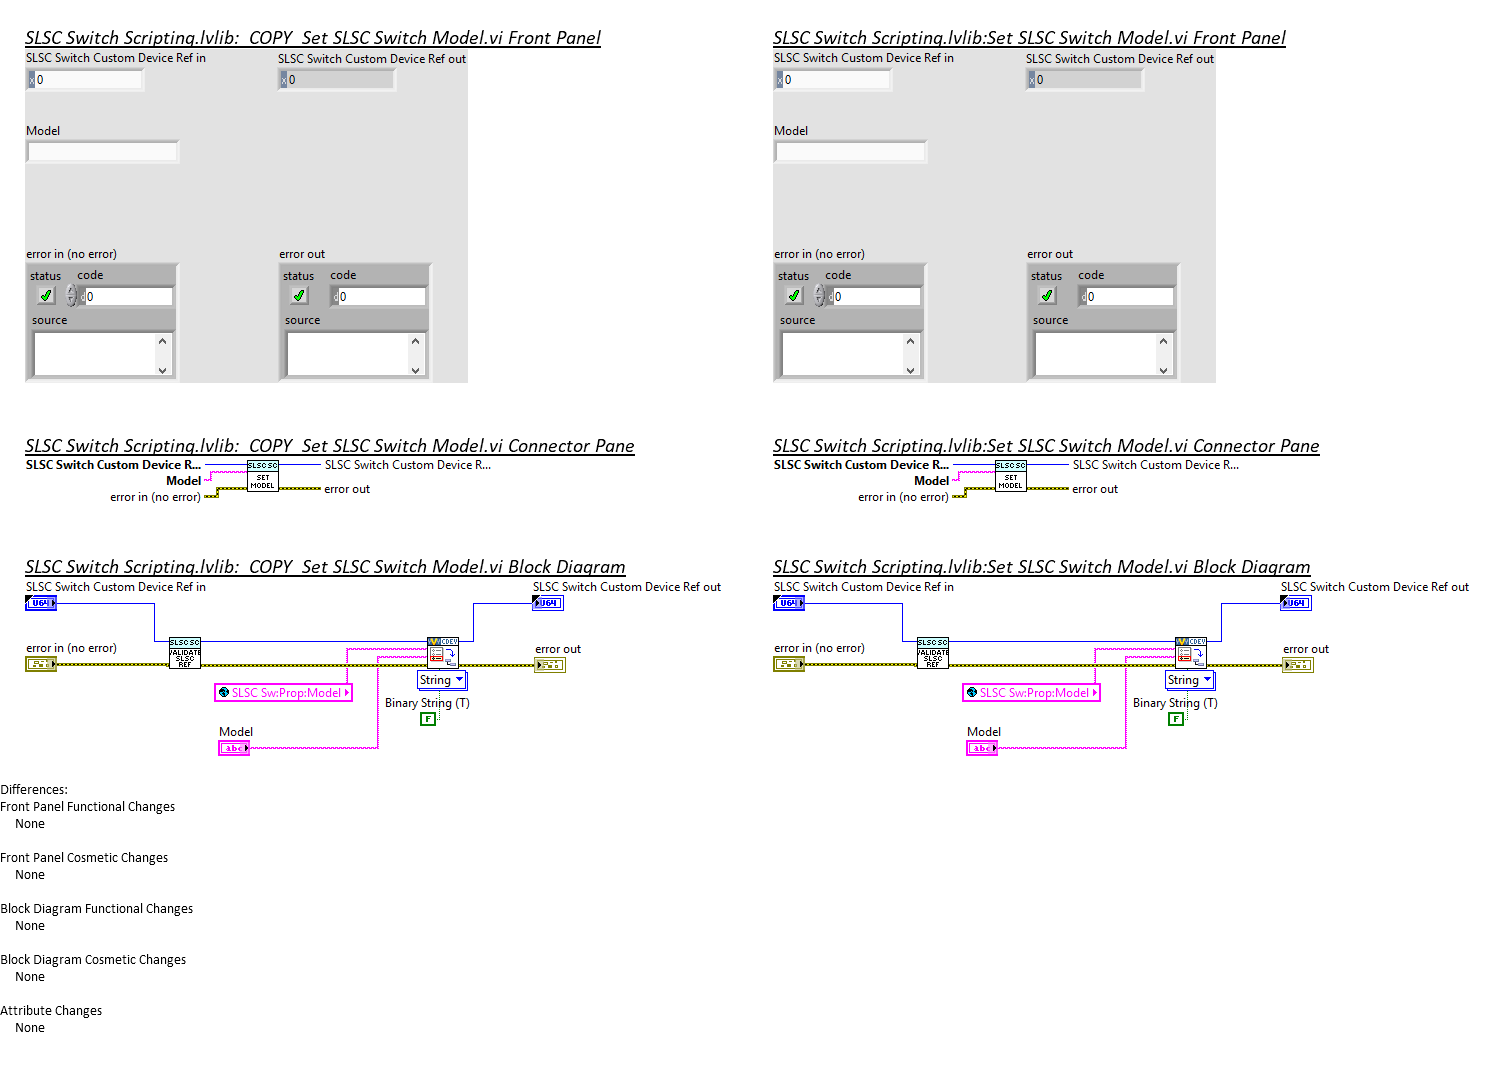 SLSC Switch Scripting.lvlib:_COPY_Set SLSC Switch Model.vi Front Panel
SLSC Switch Custom Device Ref in
SLSC Switch Custom Device Ref out
x 0
x 0
Model
error in (no error)
error out
status
code
status
code
d 0
d 0
source
source
SLSC Switch Scripting.lvlib:Set SLSC Switch Model.vi Front Panel
SLSC Switch Custom Device Ref in
SLSC Switch Custom Device Ref out
x 0
x 0
Model
error in (no error)
error out
status
code
status
code
d 0
d 0
source
source
SLSC Switch Scripting.lvlib:_COPY_Set SLSC Switch Model.vi Connector Pane
SLSC Switch Custom Device R...
SLSC SC
SLSC Switch Custom Device R...
Model
SET
MODEL
error in (no error)
error out
SLSC Switch Scripting.lvlib:Set SLSC Switch Model.vi Connector Pane
SLSC Switch Custom Device R...
SLSC SC
SLSC Switch Custom Device R...
Model
SET
MODEL
error in (no error)
error out
SLSC Switch Scripting.lvlib:_COPY_Set SLSC Switch Model.vi Block Diagram
SLSC Switch Custom Device Ref in
SLSC Switch Custom Device Ref out
U64
U64
error in (no error)
SLSC SC
VALIDATE
SLSC
REF
CDEV
error out
SLSC Sw:Prop:Model
String
Binary String (T)
F
Model
abc
SLSC Switch Scripting.lvlib:Set SLSC Switch Model.vi Block Diagram
SLSC Switch Custom Device Ref in
SLSC Switch Custom Device Ref out
U64
U64
error in (no error)
SLSC SC
VALIDATE
SLSC
REF
CDEV
error out
SLSC Sw:Prop:Model
String
Binary String (T)
F
Model
abc
Differences:
Front Panel Functional Changes
None
Front Panel Cosmetic Changes
None
Block Diagram Functional Changes
None
Block Diagram Cosmetic Changes
None
Attribute Changes
None